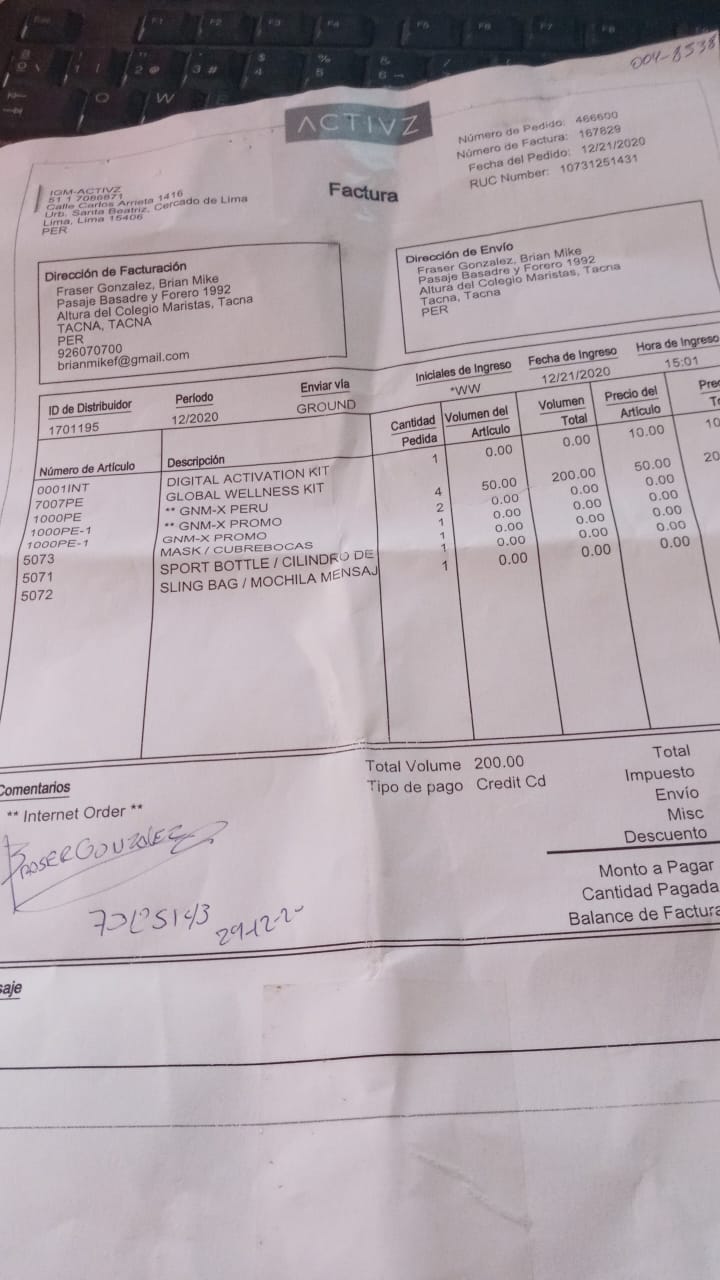 004-8538
ACTIVZ
Número de Pedido: 466600
Número de Factura: 167829
Fecha del Pedido: 12/21/2020
RUC Number: 10731251431
Factura
IGM-ACTIVZ
51 1 7086871
Calle Carlos Arrieta 1416
Urb. Santa Beatriz, Cercado de Lima
Lima, Lima 15406
PER
Dirección de Facturación
Fraser Gonzalez, Brian Mike
Pasaje Basadre y Forero 1992
Altura del Colegio Maristas, Tacna
TACNA, TACNA
PER
926070700
brianmikef@gmail.com
Dirección de Envío
Fraser Gonzalez, Brian Mike
Pasaje Basadre y Forero 1992
Altura del Colegio Maristas, Tacna
Tacna, Tacna
PER
ID de Distribuidor Período Enviar vía Iniciales de Ingreso Fecha de Ingreso Hora de Ingreso
1701195 12/2020 GROUND *WW 12/21/2020 15:01
Número de Artículo Descripción Cantidad Pedida Volumen del Artículo Volumen Total Precio del Artículo
0001INT DIGITAL ACTIVATION KIT 1 0.00 0.00 10.00 10
7007PE GLOBAL WELLNESS KIT
1000PE ** GNM-X PERU 4 50.00 200.00 50.00 20
1000PE-1 ** GNM-X PROMO 2 0.00 0.00 0.00
1000PE-1 GNM-X PROMO 1 0.00 0.00 0.00
5073 MASK / CUBREBOCAS 1 0.00 0.00 0.00
5071 SPORT BOTTLE / CILINDRO DE 1 0.00 0.00 0.00
5072 SLING BAG / MOCHILA MENSAJ 1 0.00 0.00 0.00
Total Volume 200.00
Tipo de pago Credit Cd
Total
Impuesto
Envío
Misc
Descuento
Monto a Pagar
Cantidad Pagada
Balance de Factura
Comentarios
** Internet Order **
saje